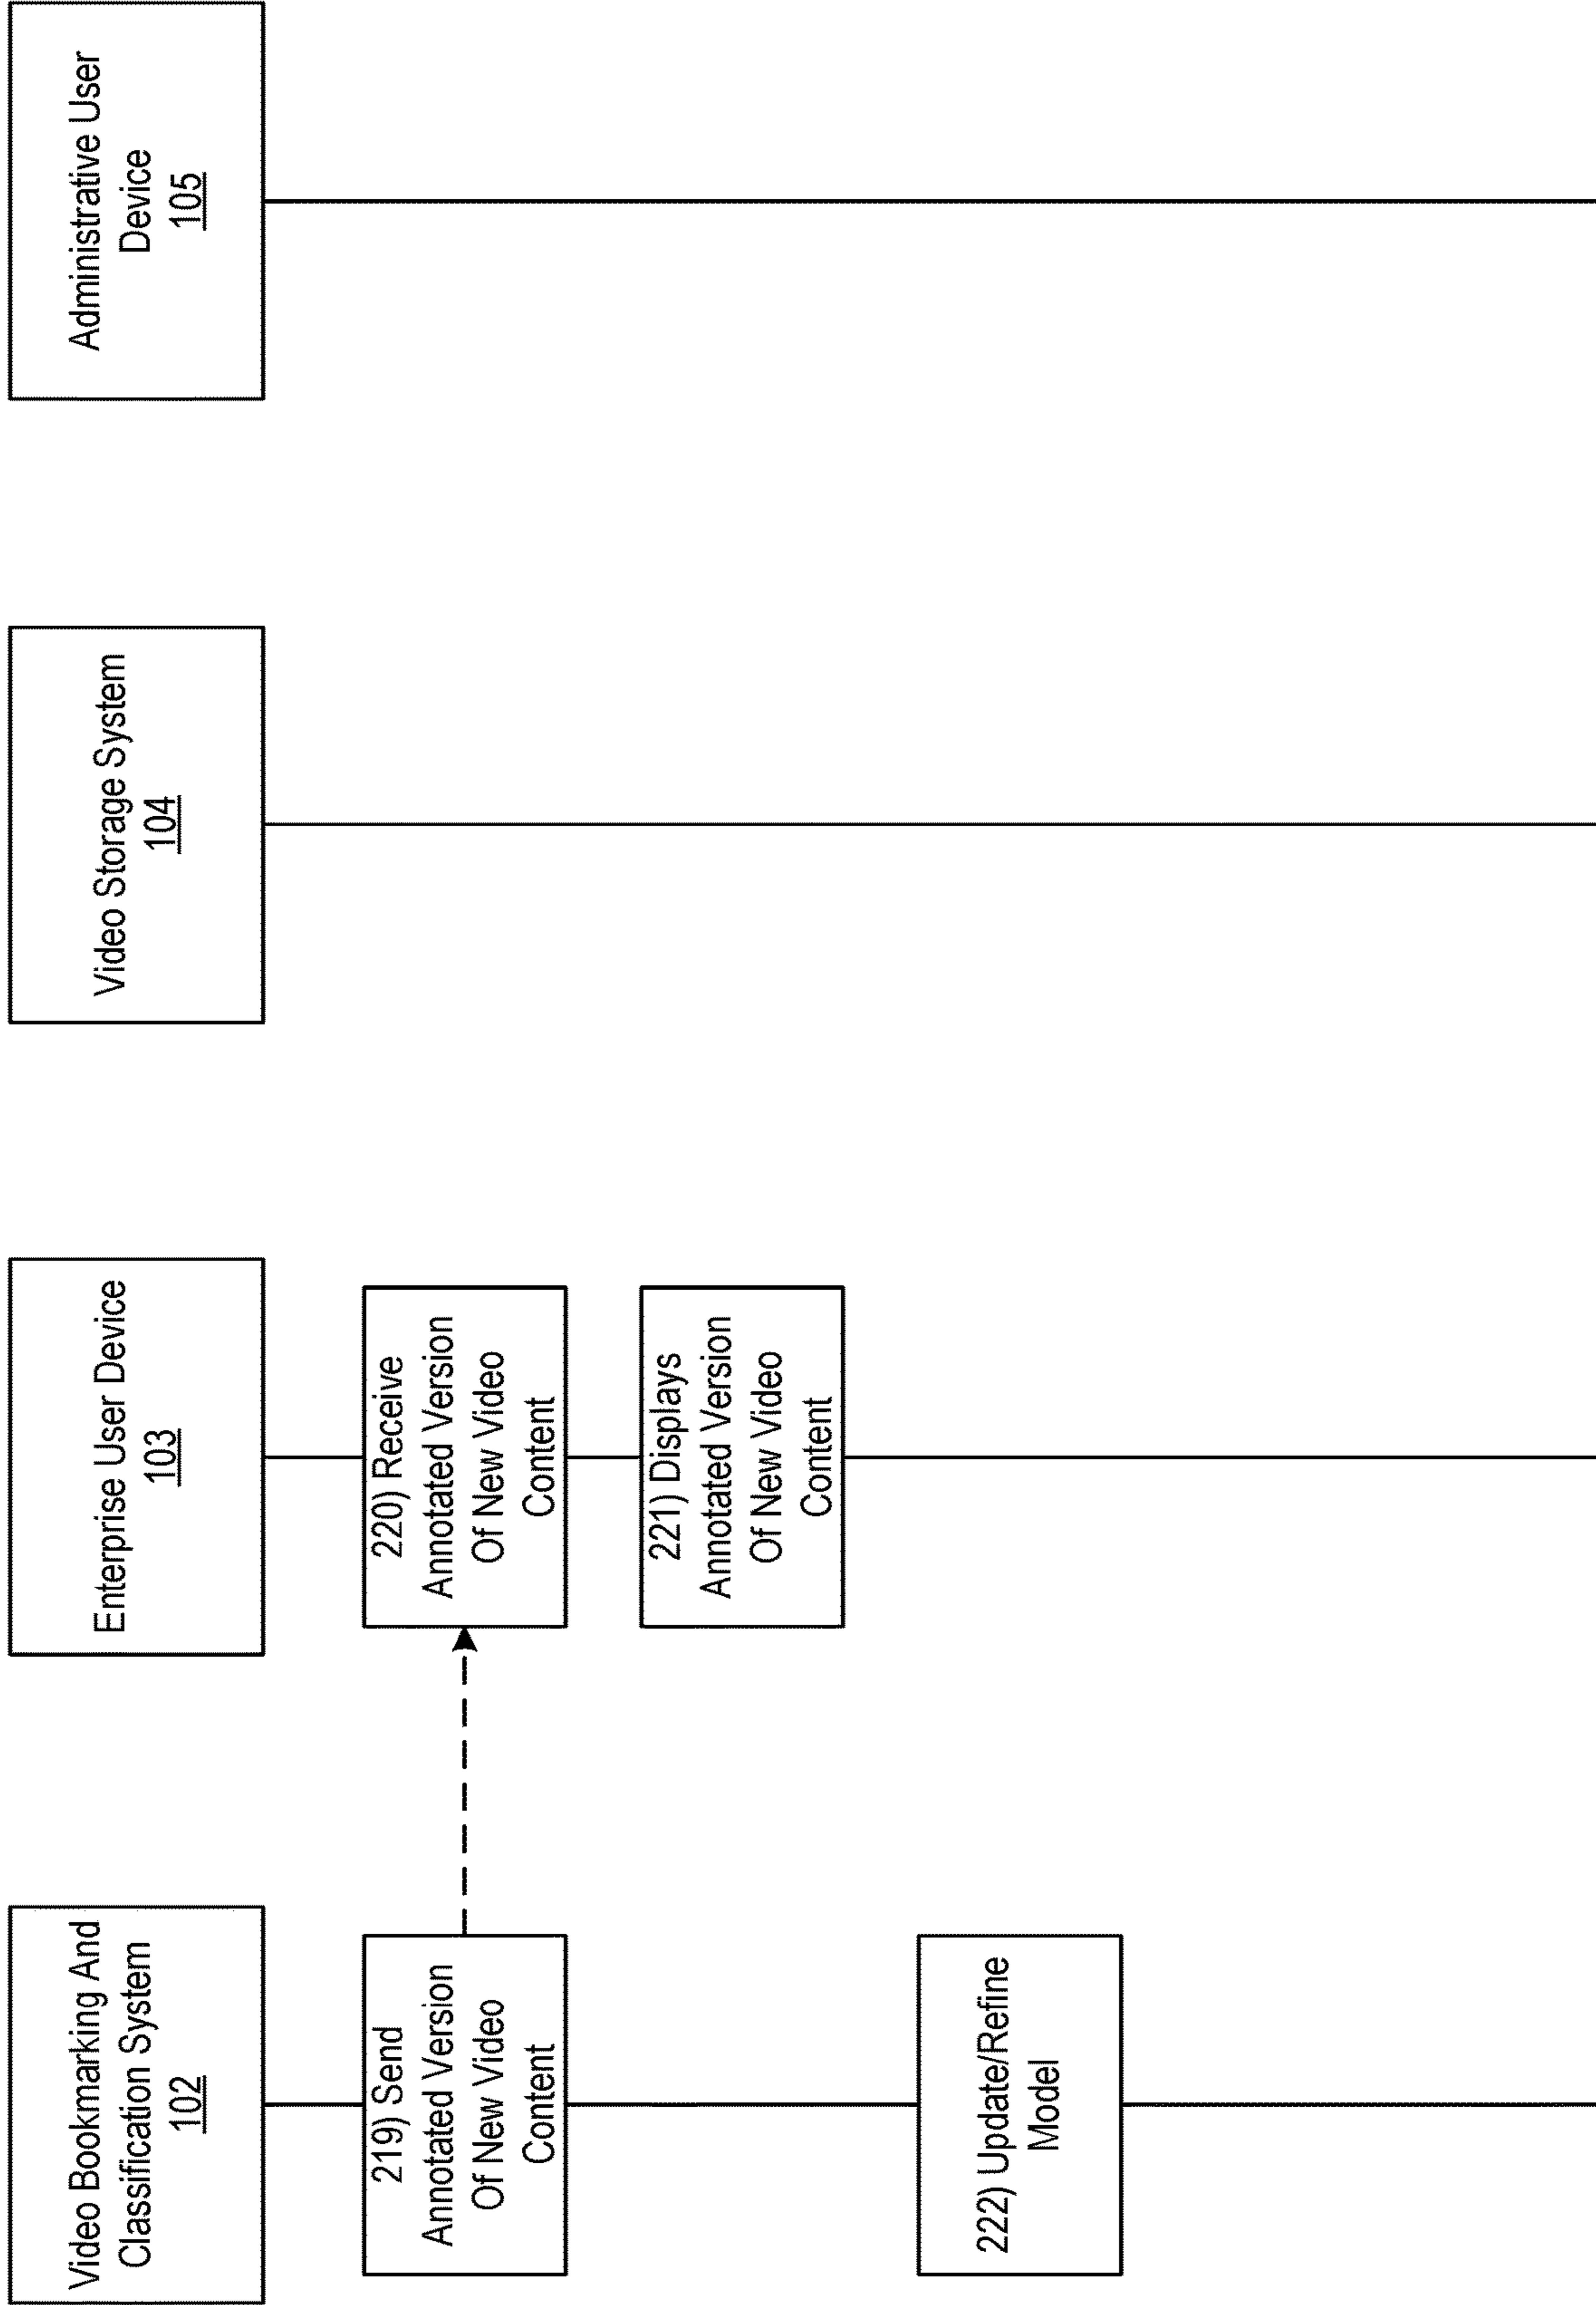 Video Bookmarking And
Classification System
102
Enterprise User Device
103
Video Storage System
104
Administrative User
Device
105
219) Send
Annotated Version
Of New Video
Content
220) Receive
Annotated Version
Of New Video
Content
221) Displays
Annotated Version
Of New Video
Content
222) Update/Refine
Model